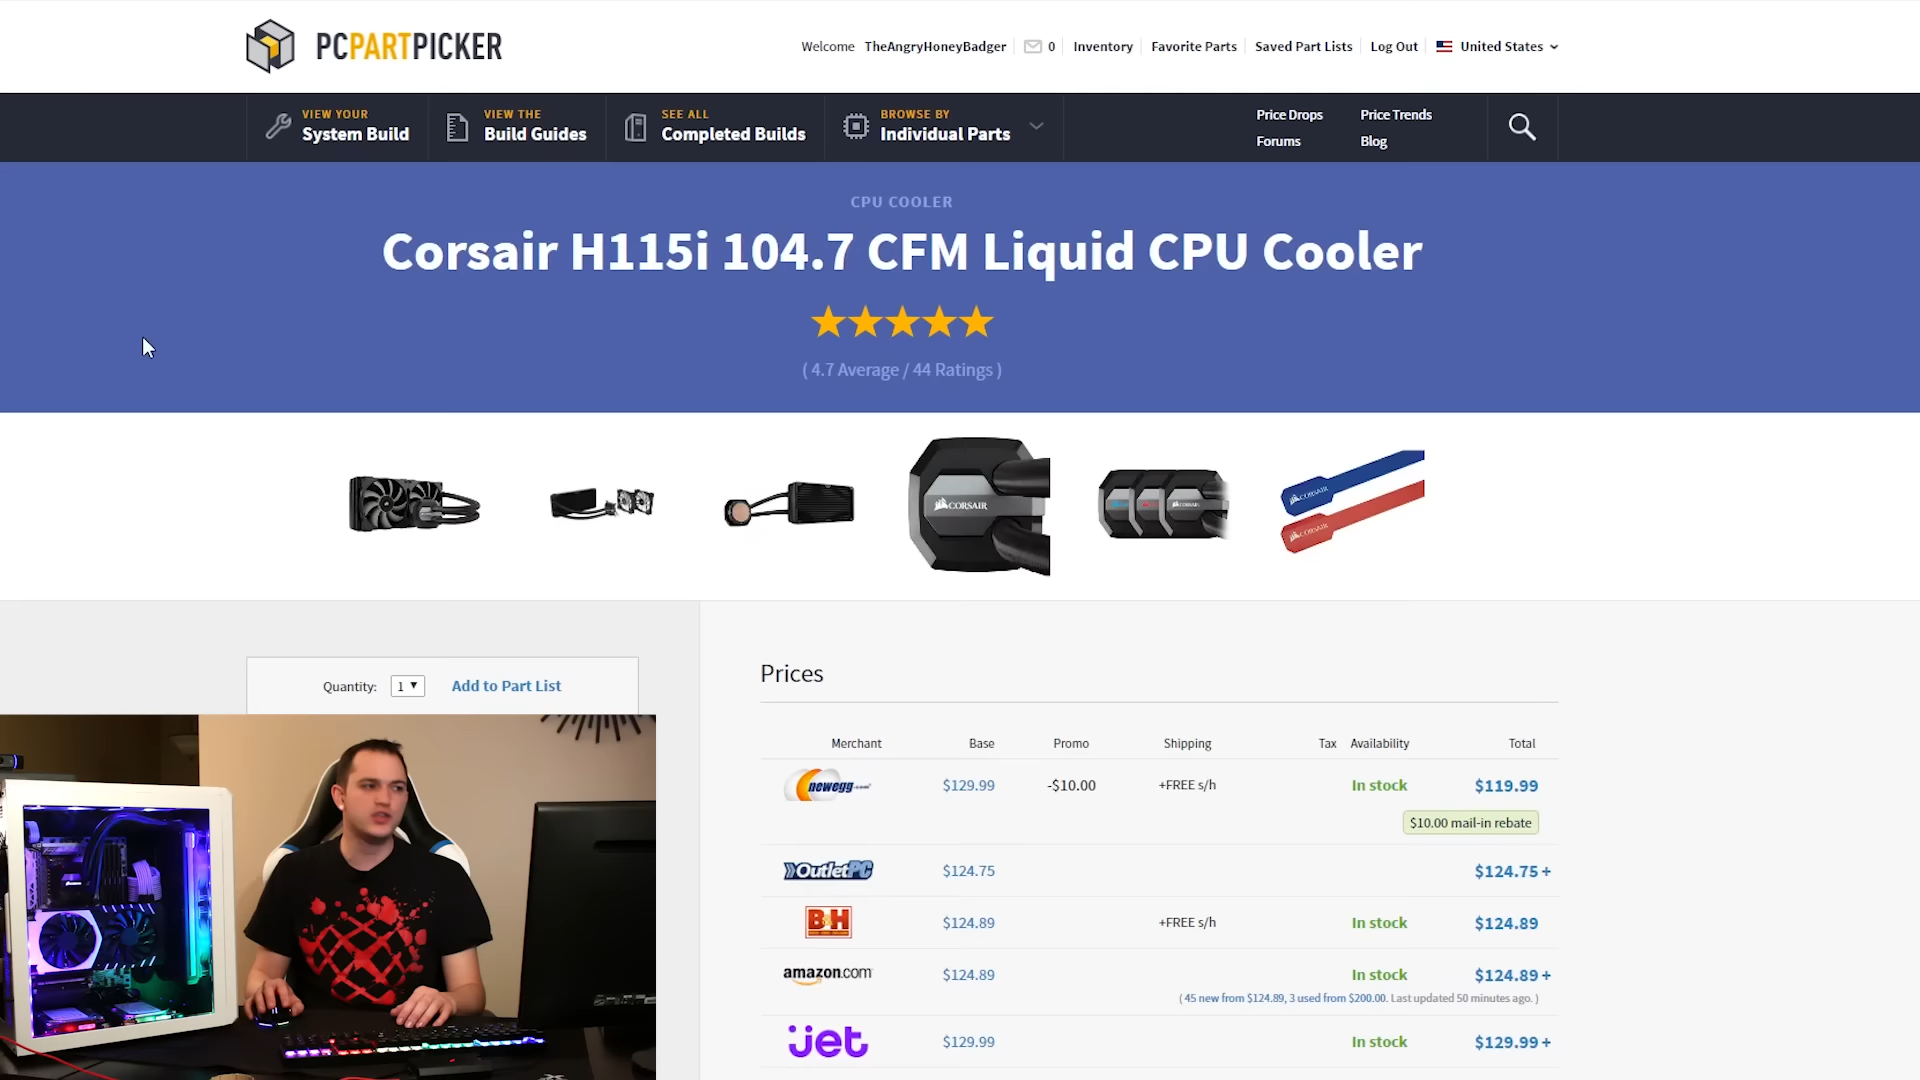 PCPARTPICKER
Welcome TheAngryHoneyBadger 0 Inventory Favorite Parts Saved Part Lists Log Out United States
VIEW YOUR
System Build
VIEW THE
Build Guides
SEE ALL
Completed Builds
BROWSE BY
Individual Parts
Price Drops
Price Trends
Forums
Blog
CPU COOLER
Corsair H115i 104.7 CFM Liquid CPU Cooler
( 4.7 Average / 44 Ratings )
CORSAIR
CORSAIR
CORSAIR
Quantity: 1 Add to Part List
Prices
Merchant Base Promo Shipping Tax Availability Total
newegg.com $129.99 -$10.00 +FREE s/h In stock $119.99
$10.00 mail-in rebate
OutletPC $124.75 $124.75 +
B&H $124.89 +FREE s/h In stock $124.89
amazon.com $124.89 In stock $124.89 +
( 45 new from $124.89, 3 used from $200.00. Last updated 50 minutes ago. )
jet $129.99 In stock $129.99 +